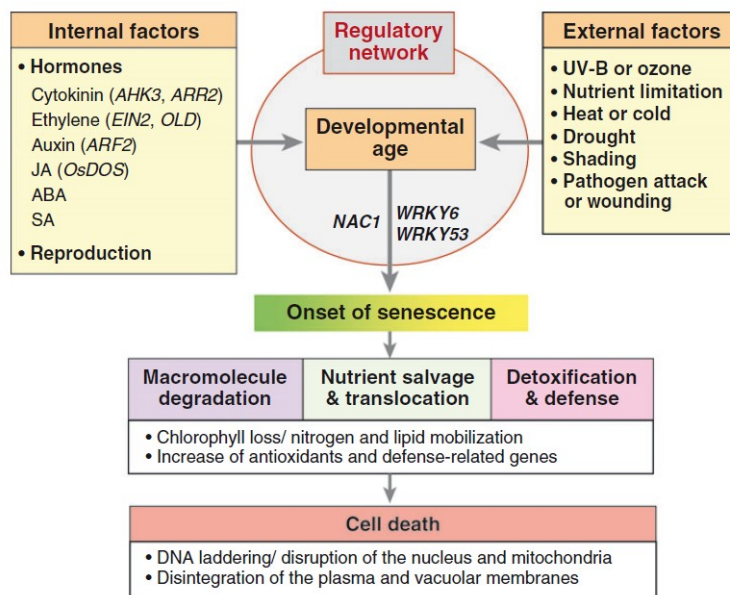 Internal factors
• Hormones
Cytokinin (AHK3, ARR2)
Ethylene (EIN2, OLD)
Auxin (ARF2)
JA (OsDOS)
ABA
SA
• Reproduction
Regulatory
network
Developmental
age
NAC1
WRKY6
WRKY53
External factors
• UV-B or ozone
• Nutrient limitation
• Heat or cold
• Drought
• Shading
• Pathogen attack
or wounding
Onset of senescence
Macromolecule
degradation
Nutrient salvage
& translocation
Detoxification
& defense
• Chlorophyll loss/ nitrogen and lipid mobilization
• Increase of antioxidants and defense-related genes
Cell death
• DNA laddering/ disruption of the nucleus and mitochondria
• Disintegration of the plasma and vacuolar membranes